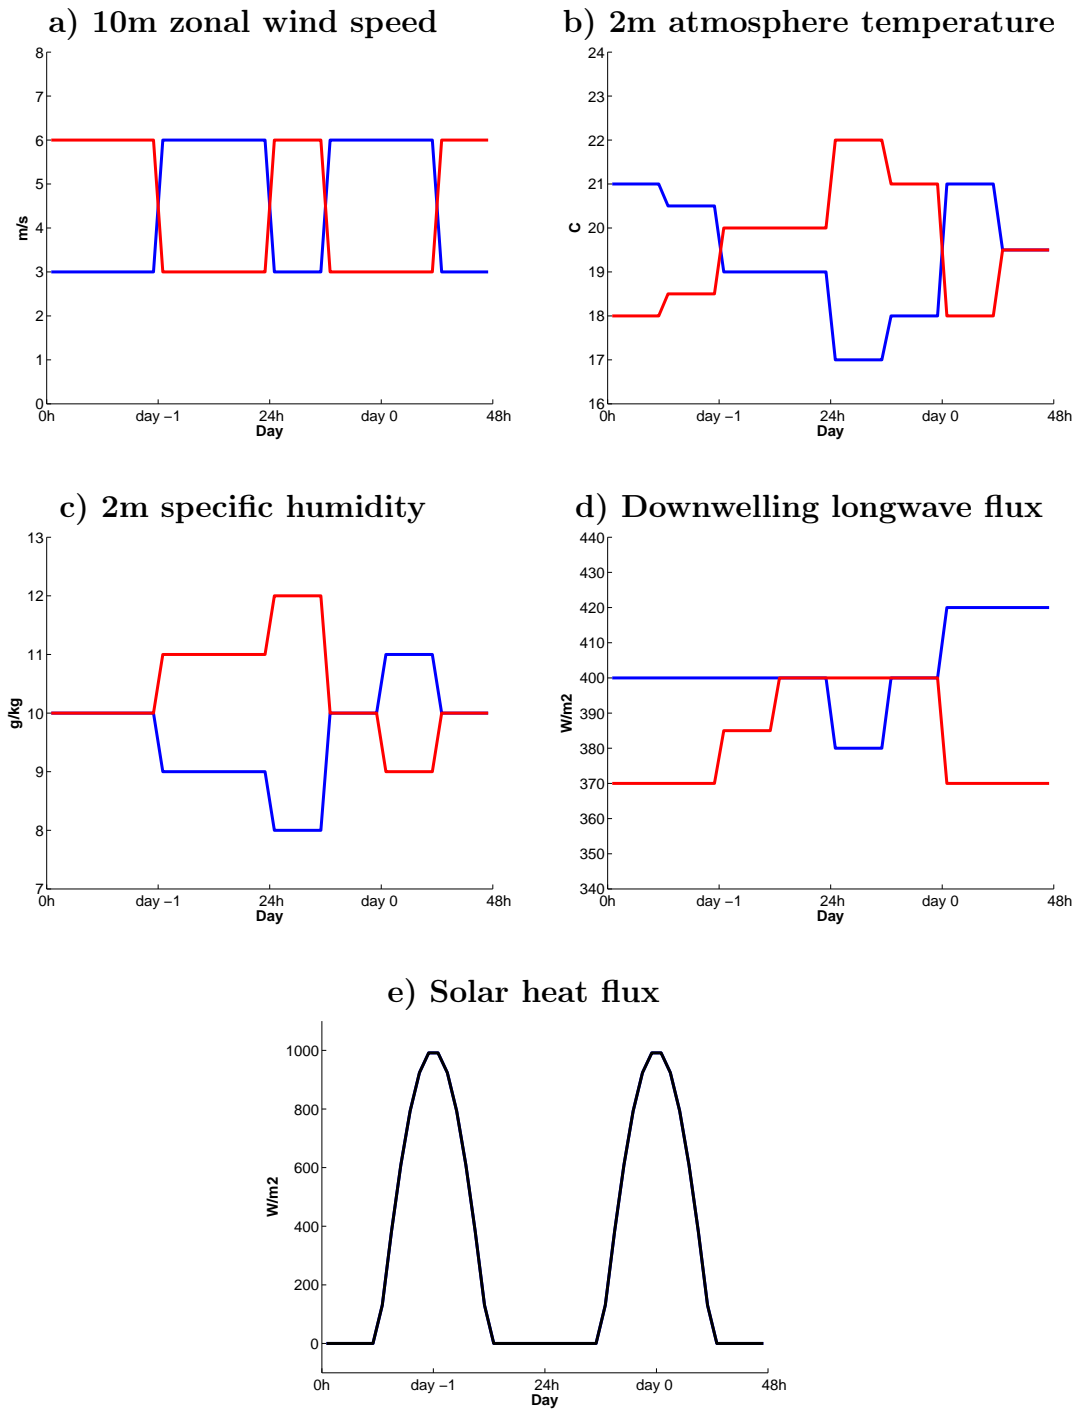 a) 10m zonal wind speed
8
7
6
5
4
3
2
1
0
m/s
0h day −1 24h day 0 48h
Day
b) 2m atmosphere temperature
24
23
22
21
20
19
18
17
16
C
0h day −1 24h day 0 48h
Day
c) 2m specific humidity
13
12
11
10
9
8
7
g/kg
0h day −1 24h day 0 48h
Day
d) Downwelling longwave flux
440
430
420
410
400
390
380
370
360
350
340
W/m2
0h day −1 24h day 0 48h
Day
e) Solar heat flux
1000
800
600
400
200
0
W/m2
0h day −1 24h day 0 48h
Day